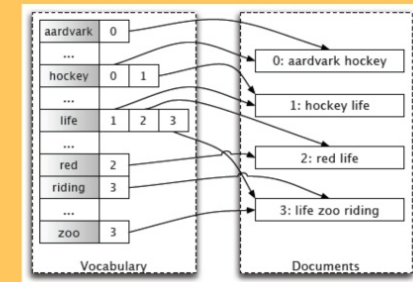 aardvark 0
...
hockey 0 1
...
life 1 2 3
...
red 2
riding 3
...
zoo 3
Vocabulary
0: aardvark hockey
1: hockey life
2: red life
3: life zoo riding
Documents